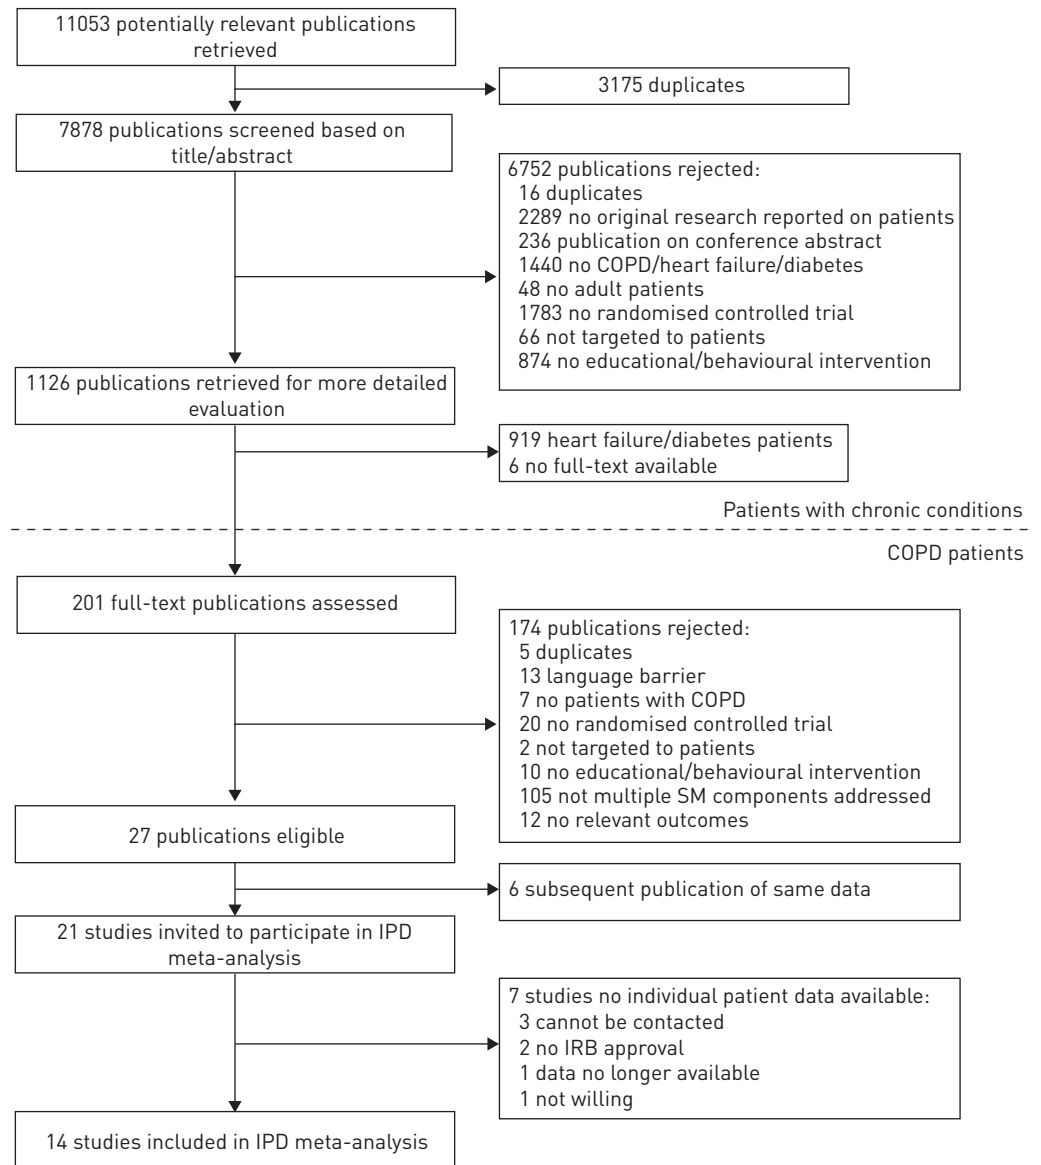 11053 potentially relevant publications
retrieved
3175 duplicates
7878 publications screened based on
title/abstract
6752 publications rejected:
16 duplicates
2289 no original research reported on patients
236 publication on conference abstract
1440 no COPD/heart failure/diabetes
48 no adult patients
1783 no randomised controlled trial
66 not targeted to patients
874 no educational/behavioural intervention
1126 publications retrieved for more detailed
evaluation
919 heart failure/diabetes patients
6 no full-text available
Patients with chronic conditions
COPD patients
201 full-text publications assessed
174 publications rejected:
5 duplicates
13 language barrier
7 no patients with COPD
20 no randomised controlled trial
2 not targeted to patients
10 no educational/behavioural intervention
105 not multiple SM components addressed
12 no relevant outcomes
27 publications eligible
6 subsequent publication of same data
21 studies invited to participate in IPD
meta-analysis
7 studies no individual patient data available:
3 cannot be contacted
2 no IRB approval
1 data no longer available
1 not willing
14 studies included in IPD meta-analysis